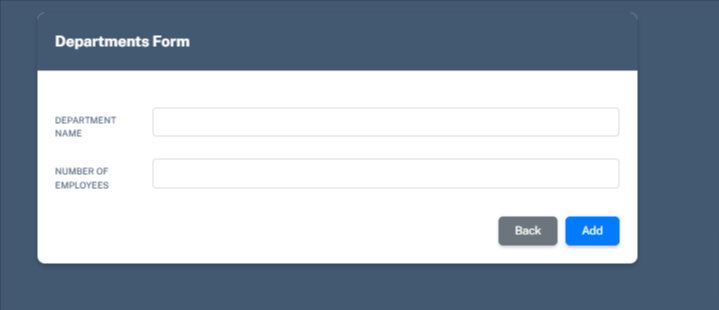 Departments Form
DEPARTMENT
NAME
NUMBER OF
EMPLOYEES
Back Add